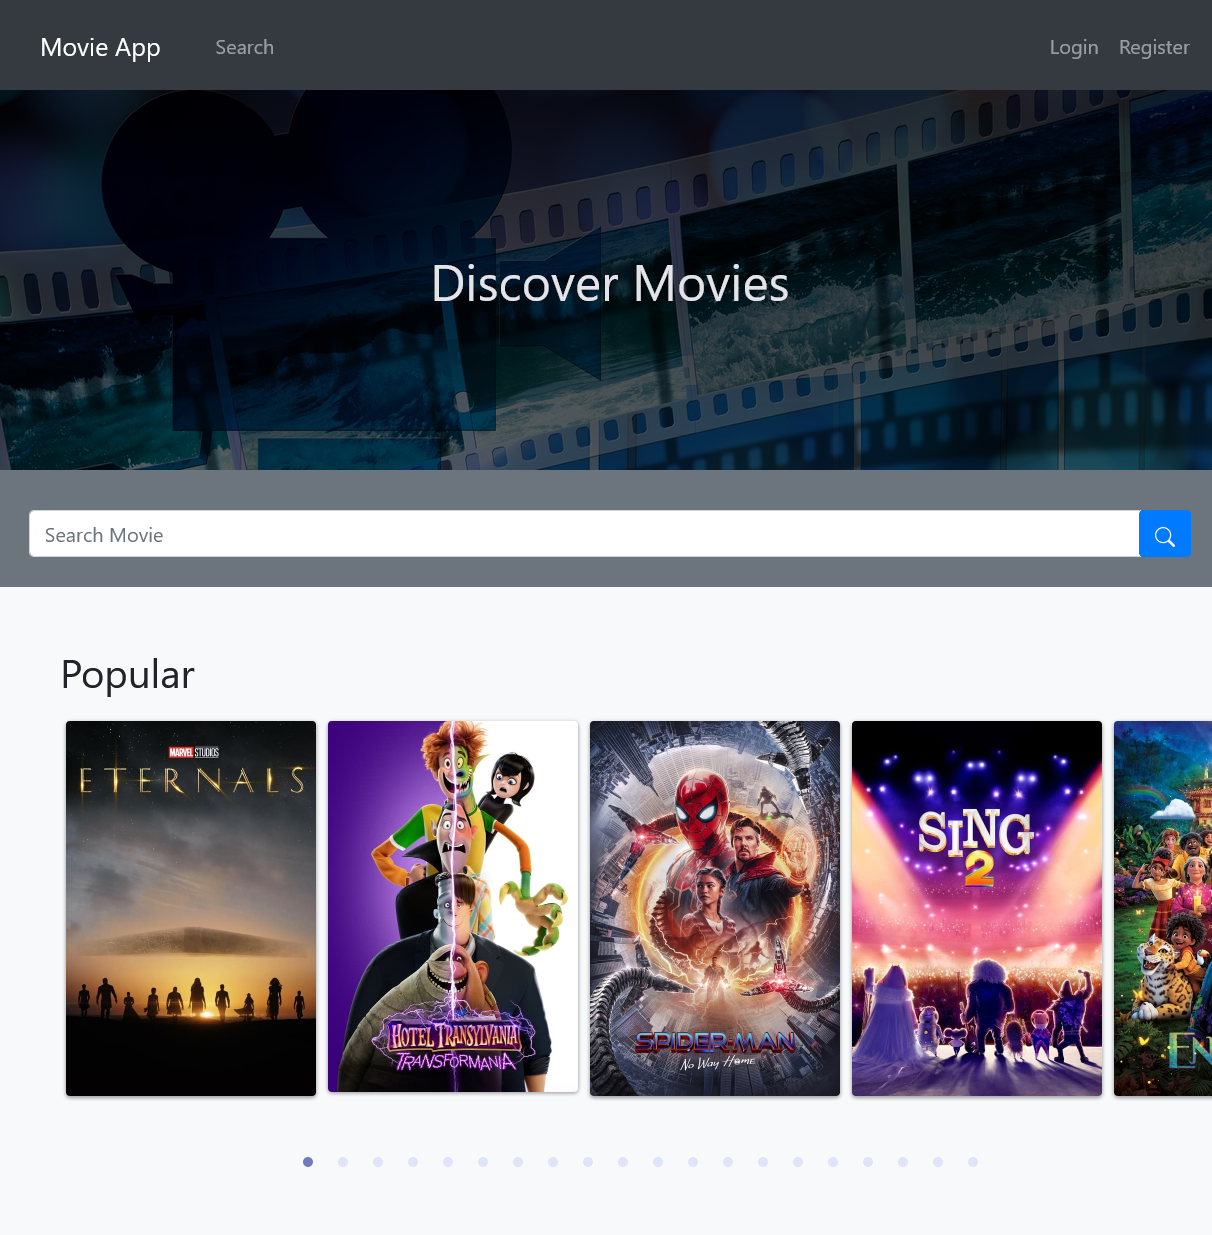 Movie App
Search
Login
Register
Discover Movies
Search Movie
Popular
MARVEL STUDIOS
ETERNALS
HOTEL TRANSYLVANIA
TRANSFORMANIA
SPIDER-MAN
NO WAY HOME
SING
2
EN